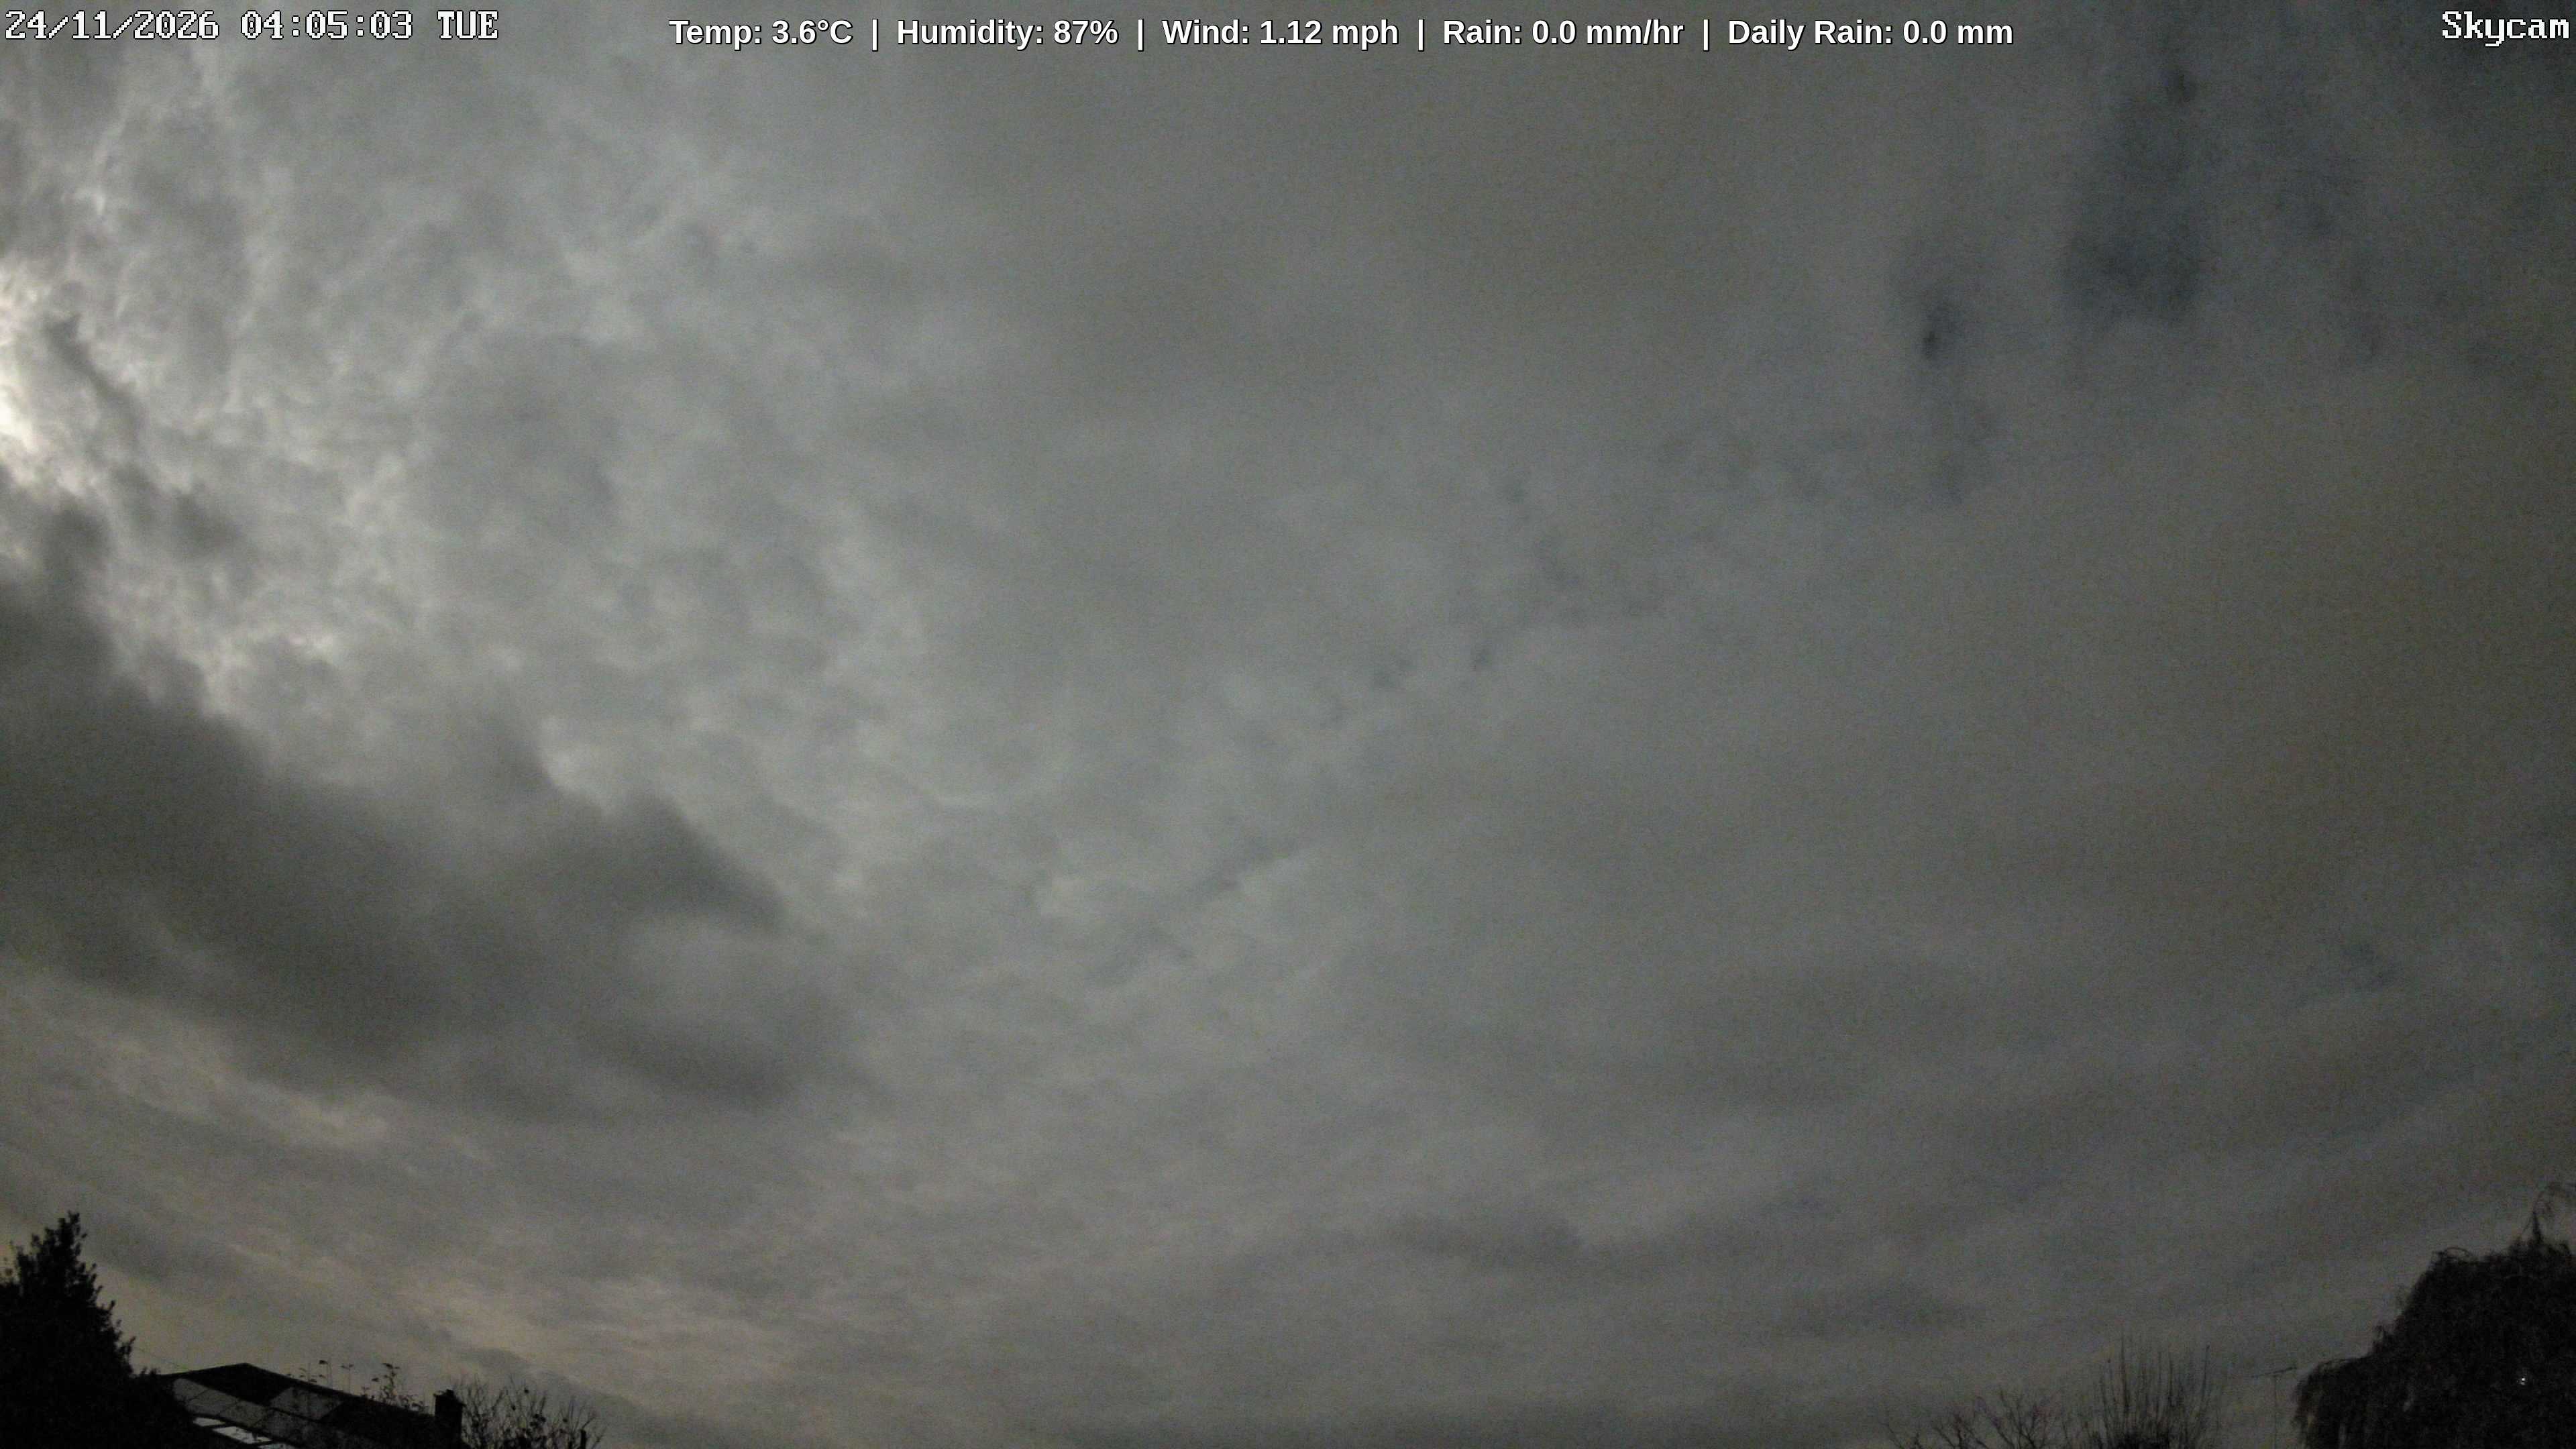 24/11/2026 04:05:03 TUE
Temp: 3.6°C | Humidity: 87% | Wind: 1.12 mph | Rain: 0.0 mm/hr | Daily Rain: 0.0 mm
Skycam